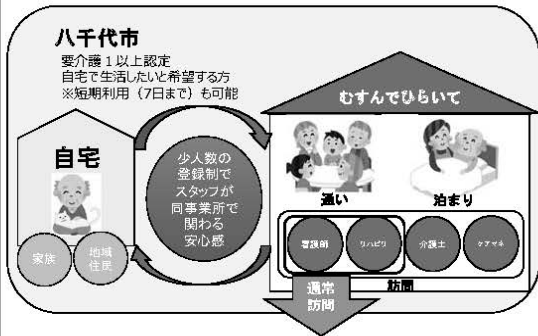 八千代市
要介護1以上認定
自宅で生活したいと希望する方
※短期利用（7日まで）も可能
自宅
家族
地域
住民
少人数の
登録制で
スタッフが
同事業所で
関わる
安心感
むすんでひらいて
通い
泊まり
看護師
リハビリ
介護士
ケアマネ
訪問
通常
訪問